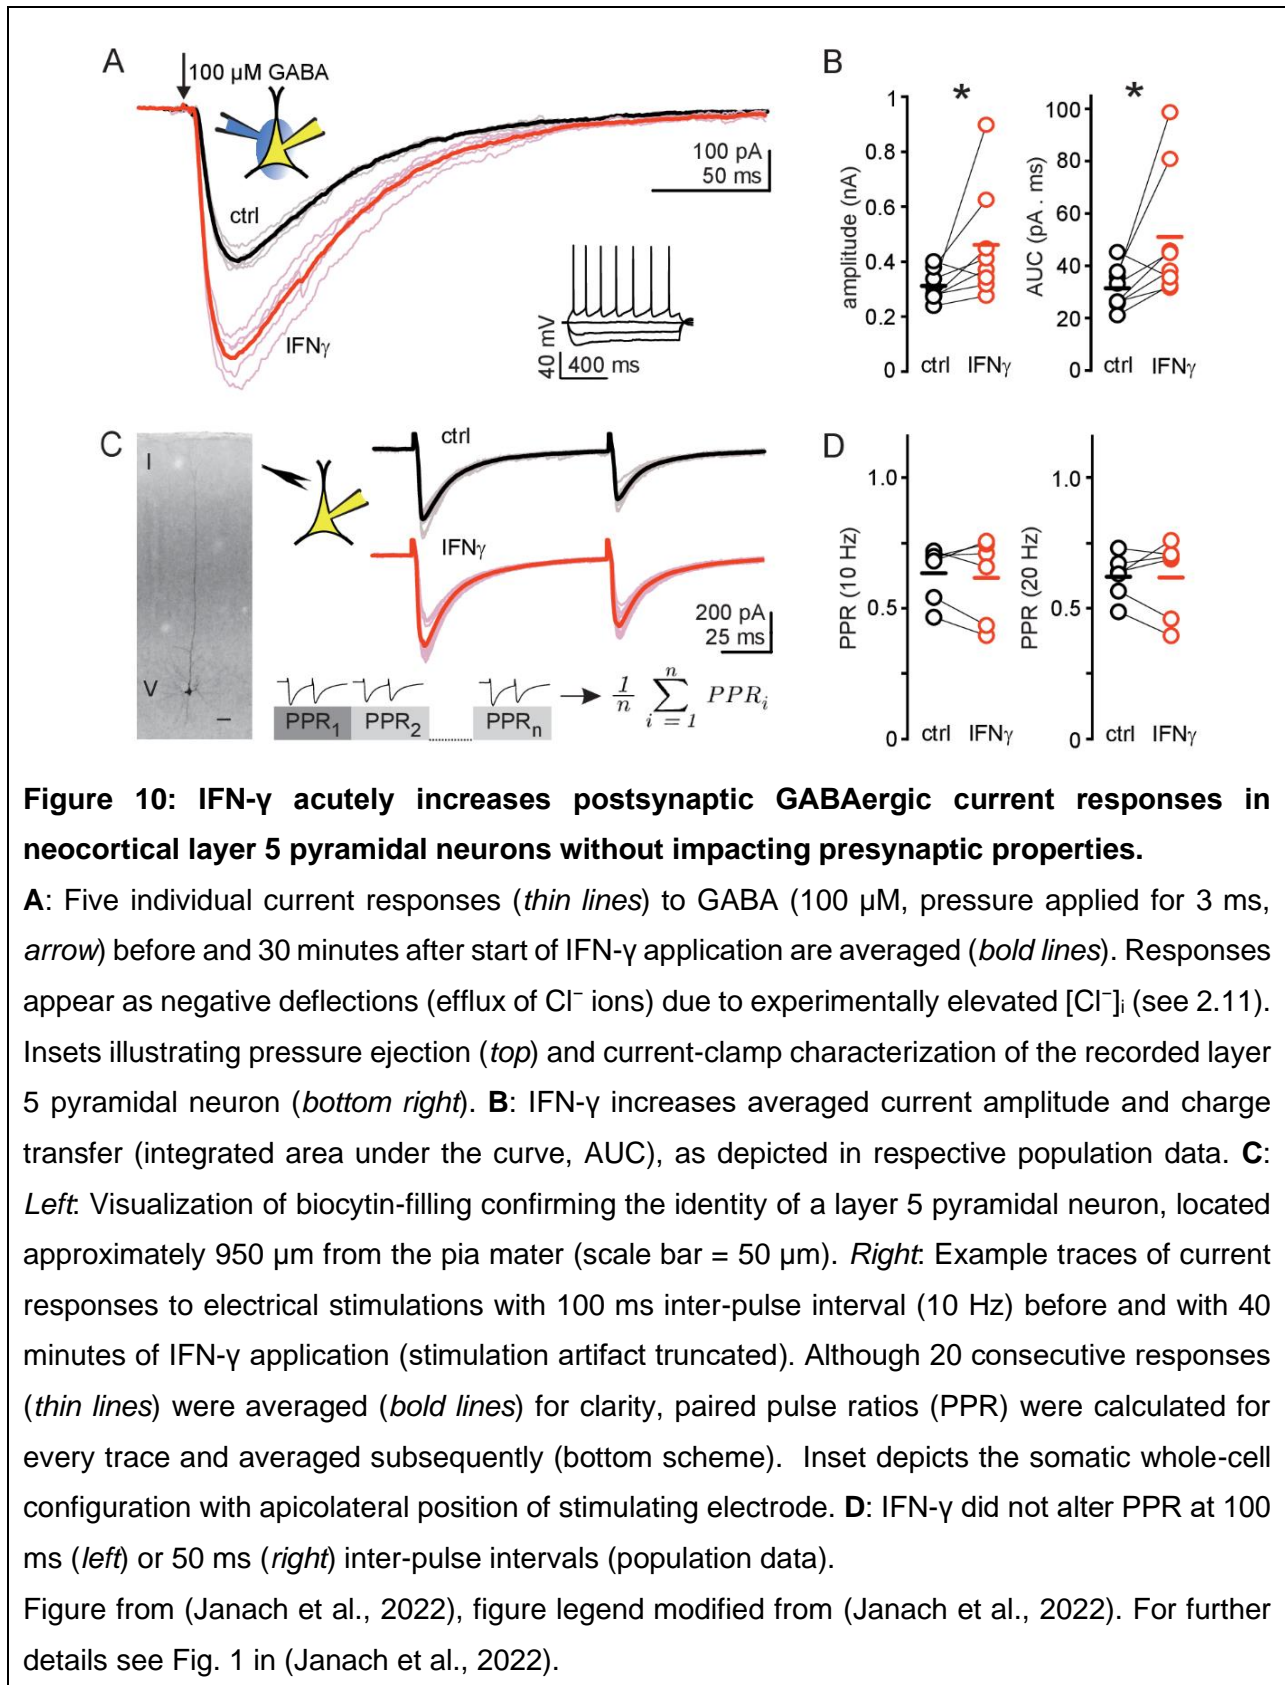 A
100 µM GABA
ctrl
IFNγ
100 pA
50 ms
40 mV
400 ms
B
*
amplitude (nA)
1
0.8
0.6
0.4
0.2
0
ctrl
IFNγ
*
AUC (pA . ms)
100
80
60
40
20
0
ctrl
IFNγ
C
I
V
ctrl
IFNγ
200 pA
25 ms
PPR1
PPR2
PPRn
1/n n∑i = 1 PPRi
D
PPR (10 Hz)
1.0
0.5
0
ctrl
IFNγ
PPR (20 Hz)
1.0
0.5
0
ctrl
IFNγ
Figure 10: IFN-γ acutely increases postsynaptic GABAergic current responses in
neocortical layer 5 pyramidal neurons without impacting presynaptic properties.
A: Five individual current responses (thin lines) to GABA (100 µM, pressure applied for 3 ms,
arrow) before and 30 minutes after start of IFN-γ application are averaged (bold lines). Responses
appear as negative deflections (efflux of Cl⁻ ions) due to experimentally elevated [Cl⁻]i (see 2.11).
Insets illustrating pressure ejection (top) and current-clamp characterization of the recorded layer
5 pyramidal neuron (bottom right). B: IFN-γ increases averaged current amplitude and charge
transfer (integrated area under the curve, AUC), as depicted in respective population data. C:
Left: Visualization of biocytin-filling confirming the identity of a layer 5 pyramidal neuron, located
approximately 950 µm from the pia mater (scale bar = 50 µm). Right: Example traces of current
responses to electrical stimulations with 100 ms inter-pulse interval (10 Hz) before and with 40
minutes of IFN-γ application (stimulation artifact truncated). Although 20 consecutive responses
(thin lines) were averaged (bold lines) for clarity, paired pulse ratios (PPR) were calculated for
every trace and averaged subsequently (bottom scheme). Inset depicts the somatic whole-cell
configuration with apicolateral position of stimulating electrode. D: IFN-γ did not alter PPR at 100
ms (left) or 50 ms (right) inter-pulse intervals (population data).
Figure from (Janach et al., 2022), figure legend modified from (Janach et al., 2022). For further
details see Fig. 1 in (Janach et al., 2022).